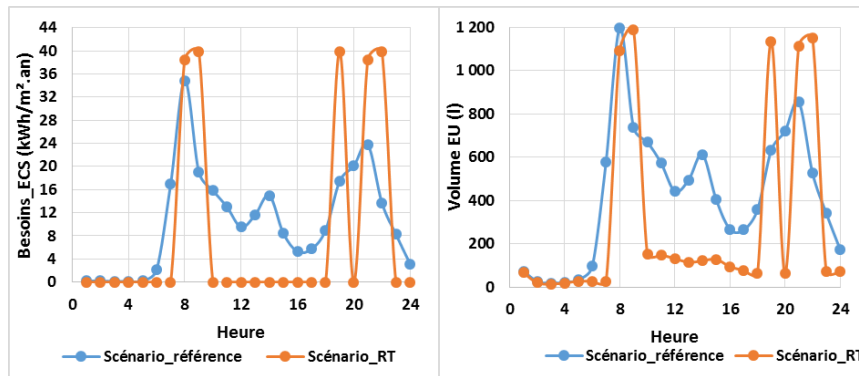 Besoins_ECS (kWh/m².an)
44
40
36
32
28
24
20
16
12
8
4
0
0 4 8 12 16 20 24
Heure
Scénario_référence Scénario_RT
Volume EU (l)
1 200
1 000
800
600
400
200
0
0 4 8 12 16 20 24
Heure
Scénario_référence Scénario_RT